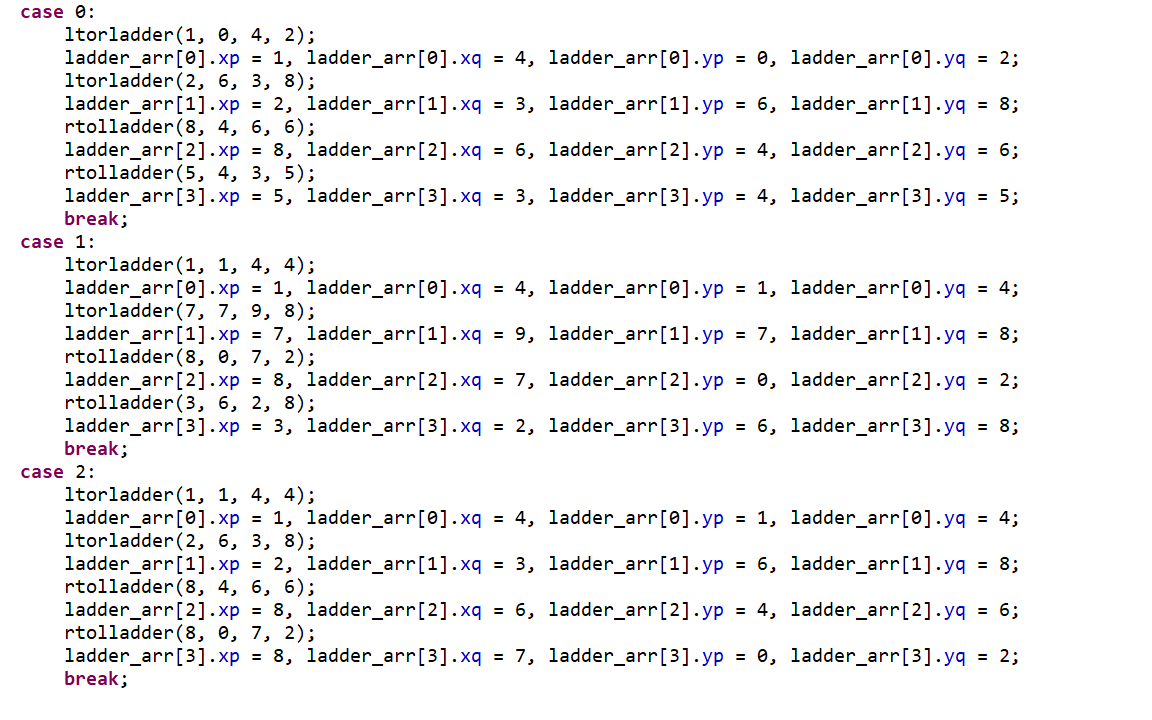 case 0:
    ltorladder(1, 0, 4, 2);
    ladder_arr[0].xp = 1, ladder_arr[0].xq = 4, ladder_arr[0].yp = 0, ladder_arr[0].yq = 2;
    ltorladder(2, 6, 3, 8);
    ladder_arr[1].xp = 2, ladder_arr[1].xq = 3, ladder_arr[1].yp = 6, ladder_arr[1].yq = 8;
    rtolladder(8, 4, 6, 6);
    ladder_arr[2].xp = 8, ladder_arr[2].xq = 6, ladder_arr[2].yp = 4, ladder_arr[2].yq = 6;
    rtolladder(5, 4, 3, 5);
    ladder_arr[3].xp = 5, ladder_arr[3].xq = 3, ladder_arr[3].yp = 4, ladder_arr[3].yq = 5;
    break;
case 1:
    ltorladder(1, 1, 4, 4);
    ladder_arr[0].xp = 1, ladder_arr[0].xq = 4, ladder_arr[0].yp = 1, ladder_arr[0].yq = 4;
    ltorladder(7, 7, 9, 8);
    ladder_arr[1].xp = 7, ladder_arr[1].xq = 9, ladder_arr[1].yp = 7, ladder_arr[1].yq = 8;
    rtolladder(8, 0, 7, 2);
    ladder_arr[2].xp = 8, ladder_arr[2].xq = 7, ladder_arr[2].yp = 0, ladder_arr[2].yq = 2;
    rtolladder(3, 6, 2, 8);
    ladder_arr[3].xp = 3, ladder_arr[3].xq = 2, ladder_arr[3].yp = 6, ladder_arr[3].yq = 8;
    break;
case 2:
    ltorladder(1, 1, 4, 4);
    ladder_arr[0].xp = 1, ladder_arr[0].xq = 4, ladder_arr[0].yp = 1, ladder_arr[0].yq = 4;
    ltorladder(2, 6, 3, 8);
    ladder_arr[1].xp = 2, ladder_arr[1].xq = 3, ladder_arr[1].yp = 6, ladder_arr[1].yq = 8;
    rtolladder(8, 4, 6, 6);
    ladder_arr[2].xp = 8, ladder_arr[2].xq = 6, ladder_arr[2].yp = 4, ladder_arr[2].yq = 6;
    rtolladder(8, 0, 7, 2);
    ladder_arr[3].xp = 8, ladder_arr[3].xq = 7, ladder_arr[3].yp = 0, ladder_arr[3].yq = 2;
    break;